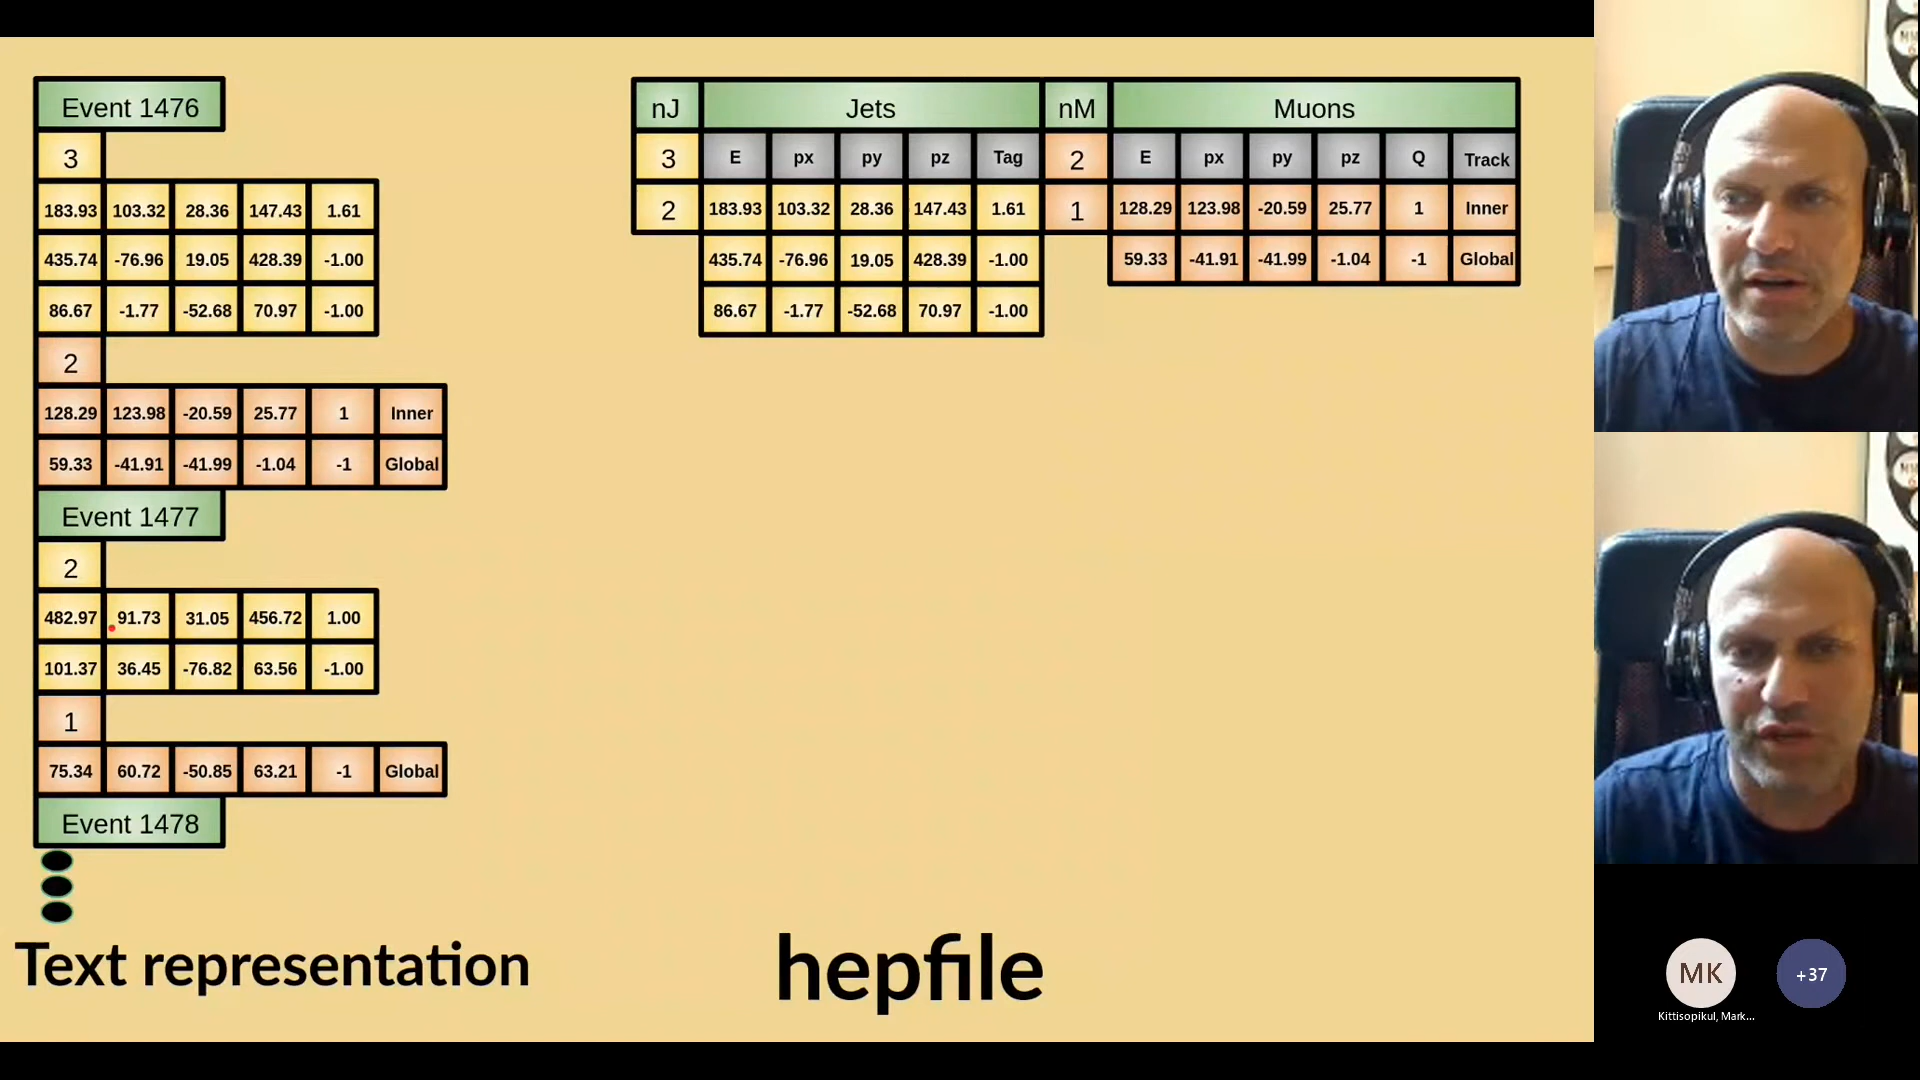 Event 1476
3
183.93 103.32 28.36 147.43 1.61
435.74 -76.96 19.05 428.39 -1.00
86.67 -1.77 -52.68 70.97 -1.00
2
128.29 123.98 -20.59 25.77 1 Inner
59.33 -41.91 -41.99 -1.04 -1 Global
Event 1477
2
482.97 91.73 31.05 456.72 1.00
101.37 36.45 -76.82 63.56 -1.00
1
75.34 60.72 -50.85 63.21 -1 Global
Event 1478
Text representation
nJ Jets nM Muons
3 E px py pz Tag 2 E px py pz Q Track
2 183.93 103.32 28.36 147.43 1.61 1 128.29 123.98 -20.59 25.77 1 Inner
435.74 -76.96 19.05 428.39 -1.00 59.33 -41.91 -41.99 -1.04 -1 Global
86.67 -1.77 -52.68 70.97 -1.00
hepfile
MK
Kittisopikul, Mark...
+37